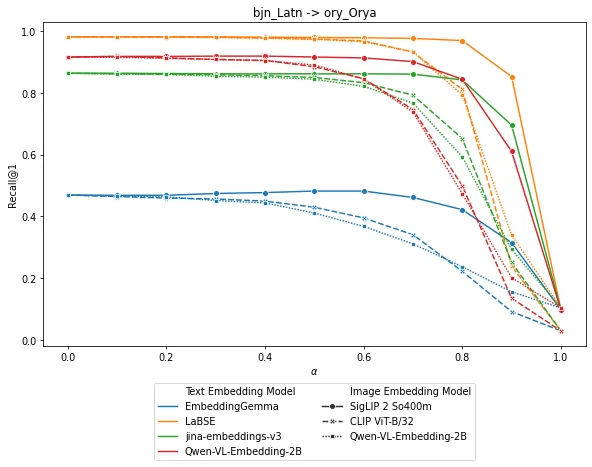 bjn_Latn -> ory_Orya
Recall@1
1.0
0.8
0.6
0.4
0.2
0.0
0.0 0.2 0.4 0.6 0.8 1.0
α
Text Embedding Model
EmbeddingGemma
LaBSE
jina-embeddings-v3
Qwen-VL-Embedding-2B
Image Embedding Model
SigLIP 2 So400m
CLIP ViT-B/32
Qwen-VL-Embedding-2B